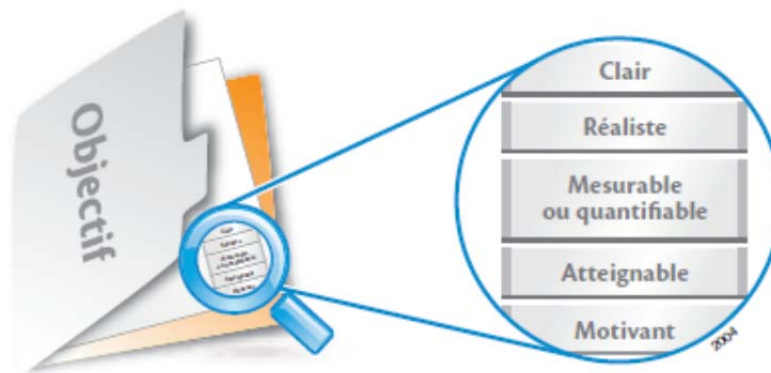 Objectif
Clair
Réaliste
Mesurable
ou quantifiable
Atteignable
Motivant
2004